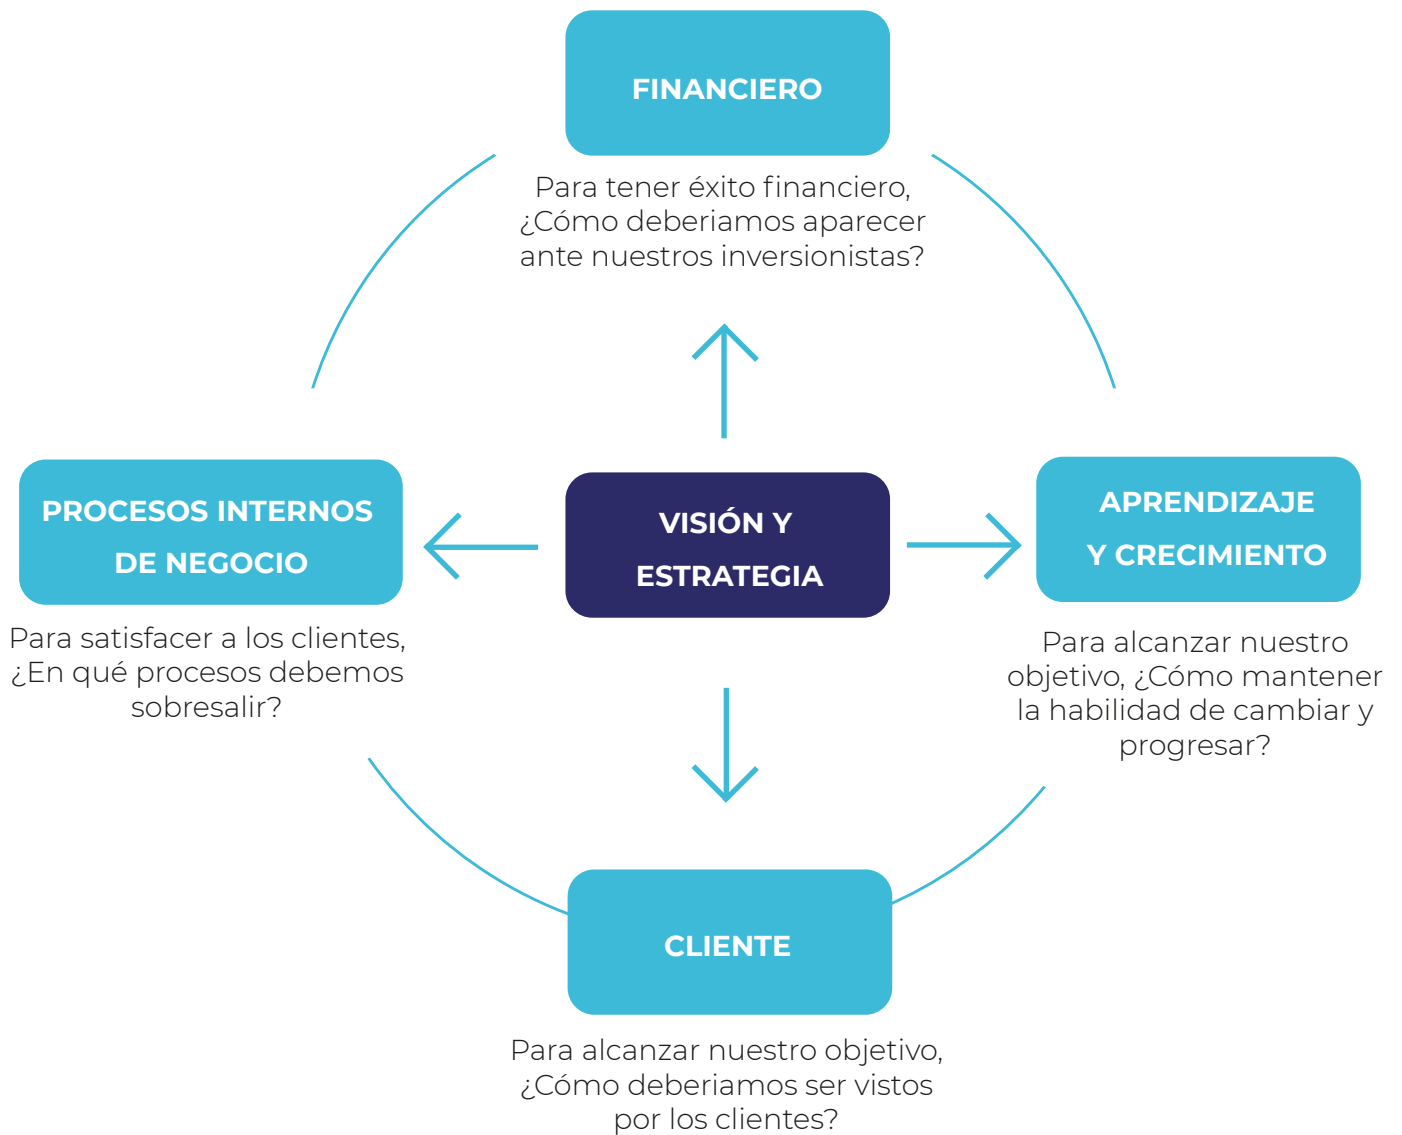 FINANCIERO
Para tener éxito financiero,
¿Cómo deberiamos aparecer
ante nuestros inversionistas?
PROCESOS INTERNOS
DE NEGOCIO
Para satisfacer a los clientes,
¿En qué procesos debemos
sobresalir?
VISIÓN Y
ESTRATEGIA
APRENDIZAJE
Y CRECIMIENTO
Para alcanzar nuestro
objetivo, ¿Cómo mantener
la habilidad de cambiar y
progresar?
CLIENTE
Para alcanzar nuestro objetivo,
¿Cómo deberiamos ser vistos
por los clientes?